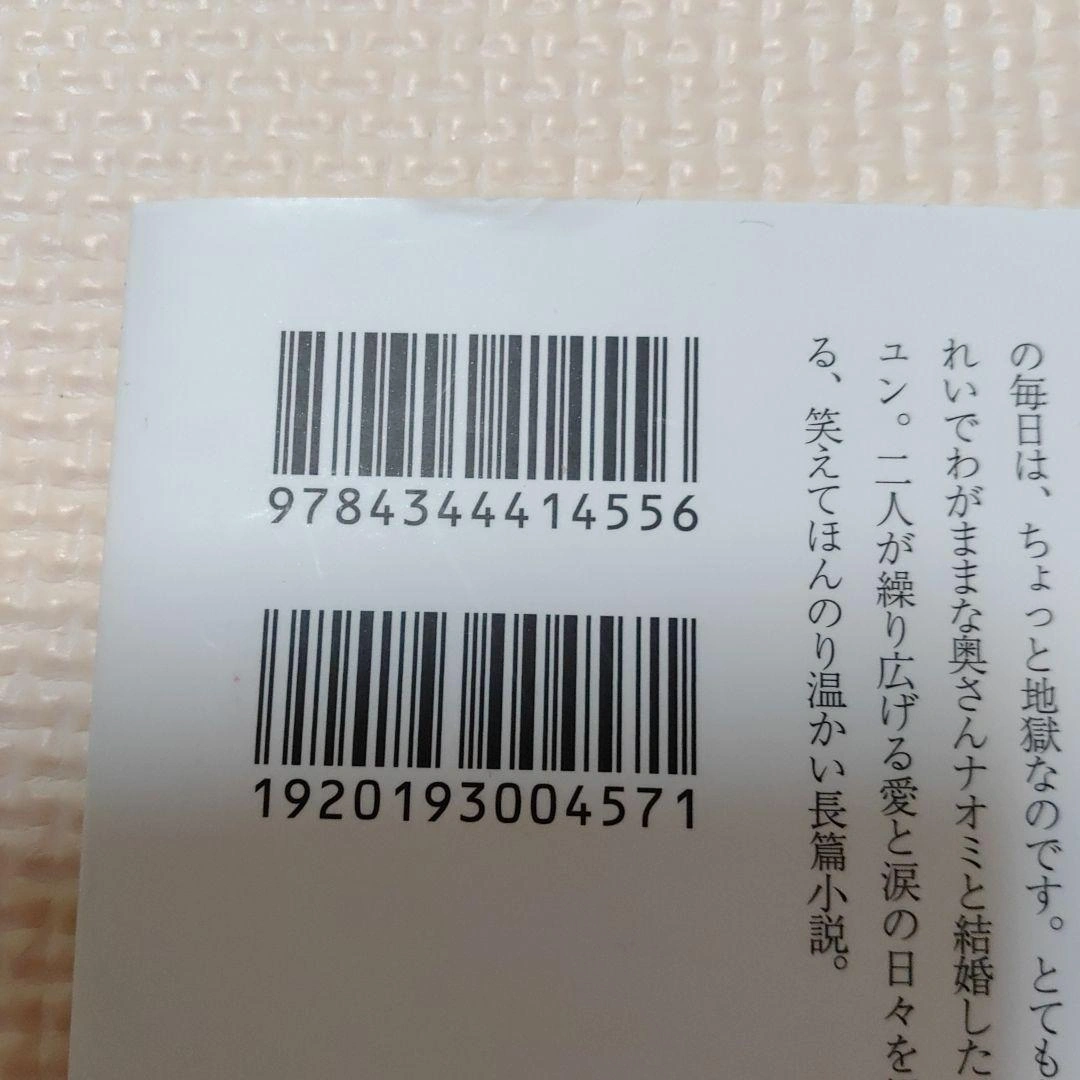 9784344414556
1920193004571
の毎日は、ちょっと地獄なのです。とても
れいでわがままな奥さんナオミと結婚した
ュン。二人が繰り広げる愛と涙の日々を
る、笑えてほんのり温かい長篇小説。